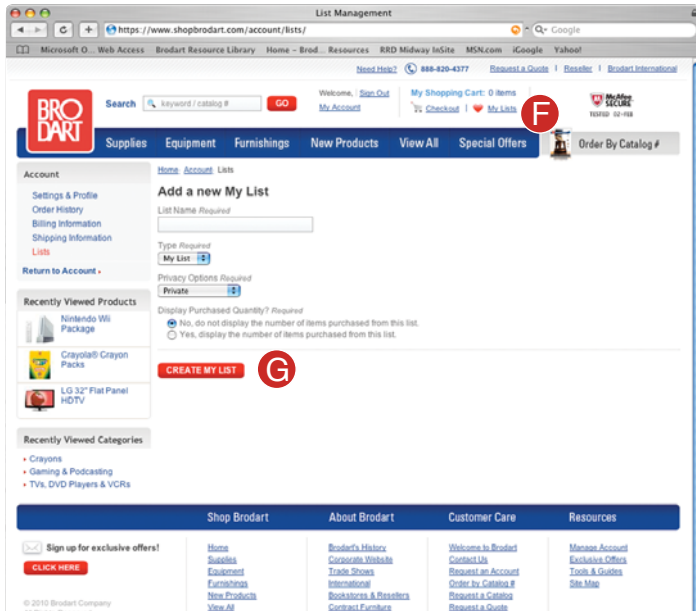 List Management
https://www.shopbrodart.com/account/lists/
Google
Microsoft O... Web Access Brodart Resource Library Home – Brod... Resources RRD Midway InSite MSN.com iGoogle Yahoo!
Need Help? 888-820-4377 Request a Quote | Reseller | Brodart International
BRO
DART
Search keyword / catalog # GO
Welcome, Sign Out
My Account
My Shopping Cart: 0 items
Checkout | My Lists
F
McAfee
SECURE
TESTED 02-FEB
Supplies Equipment Furnishings New Products View All Special Offers Order By Catalog #
Account
Settings & Profile
Order History
Billing Information
Shipping Information
Lists
Return to Account
Recently Viewed Products
Nintendo Wii
Package
Crayola® Crayon
Packs
LG 32" Flat Panel
HDTV
Recently Viewed Categories
Crayons
Gaming & Podcasting
TVs, DVD Players & VCRs
Home Account Lists
Add a new My List
List Name Required
Type Required
My List
Privacy Options Required
Private
Display Purchased Quantity? Required
No, do not display the number of items purchased from this list.
Yes, display the number of items purchased from this list.
CREATE MY LIST
G
Shop Brodart About Brodart Customer Care Resources
Sign up for exclusive offers!
CLICK HERE
© 2010 Brodart Company
Home
Supplies
Equipment
Furnishings
New Products
View All
Brodart's History
Corporate Website
Trade Shows
International
Bookstores & Resellers
Contract Furniture
Welcome to Brodart
Contact Us
Request an Account
Order by Catalog #
Request a Catalog
Request a Quote
Manage Account
Exclusive Offers
Tools & Guides
Site Map